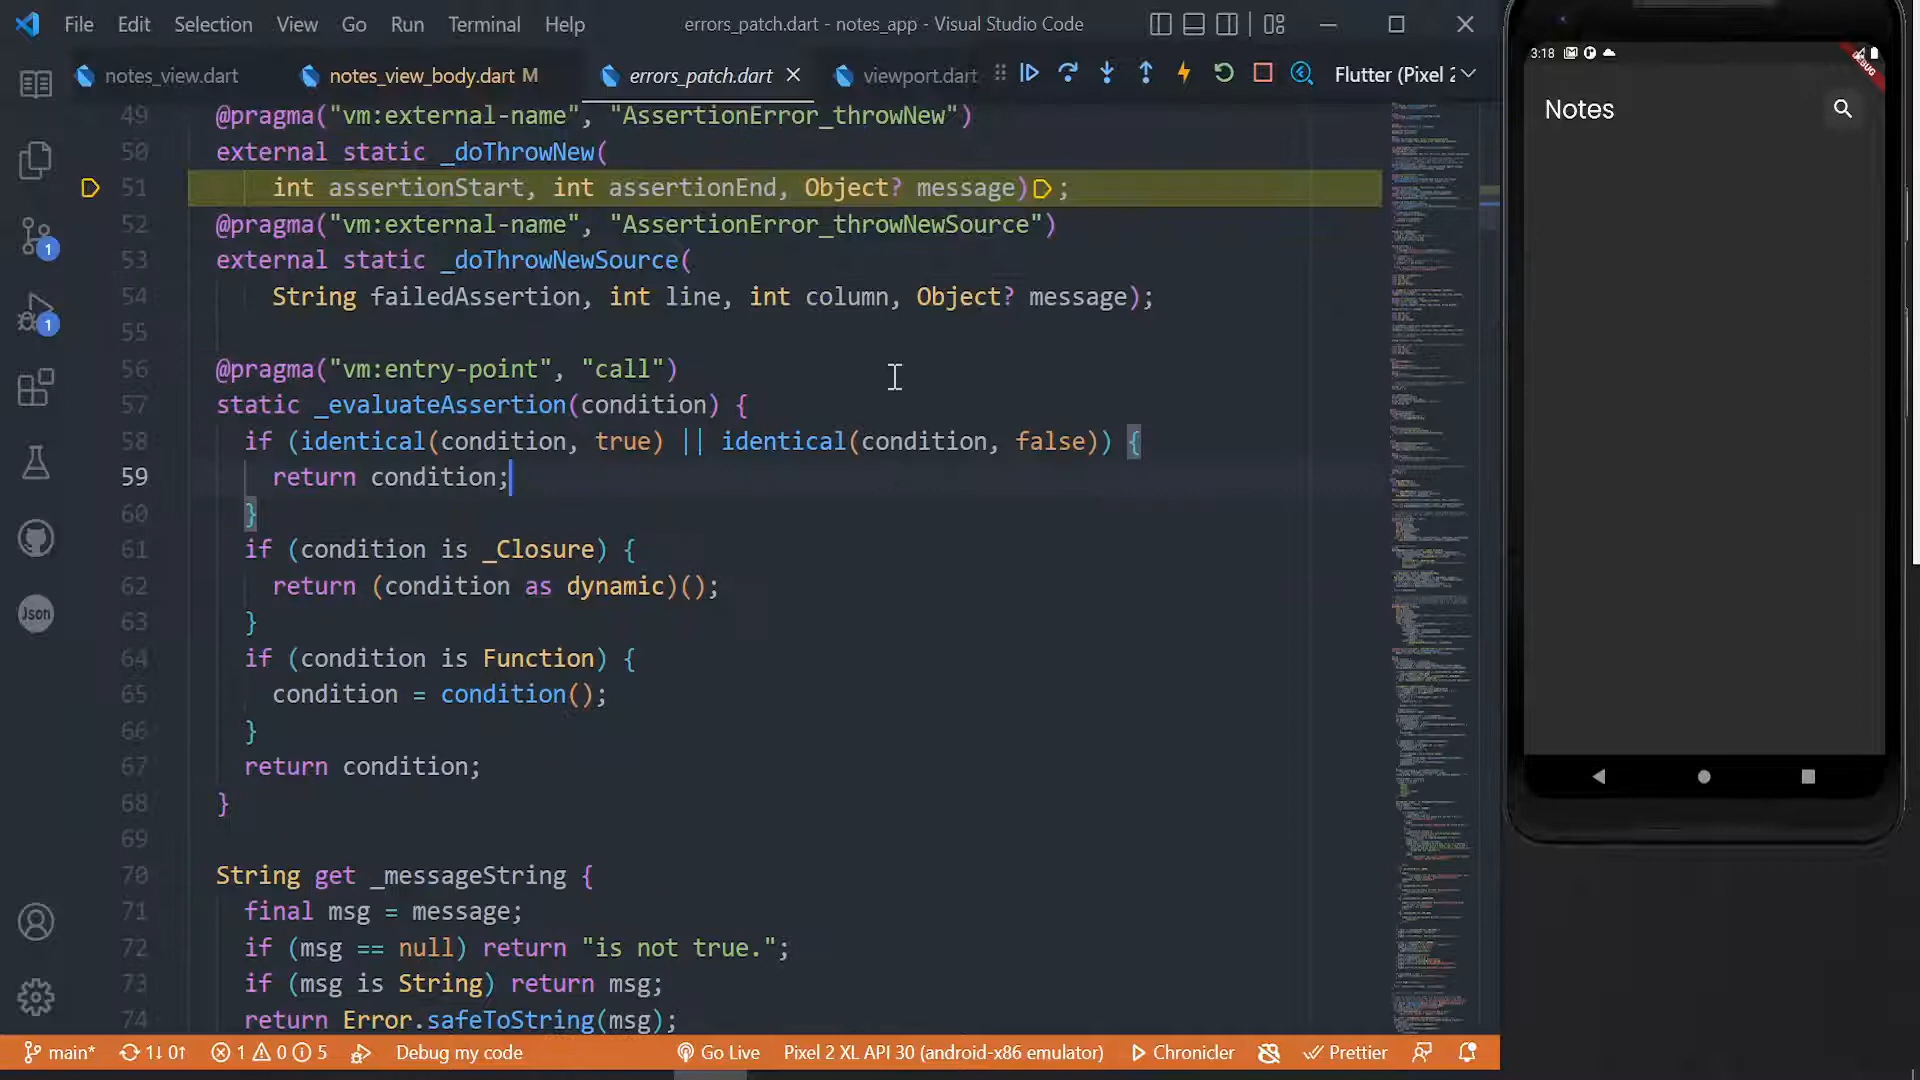 File Edit Selection View Go Run Terminal Help errors_patch.dart - notes_app - Visual Studio Code
notes_view.dart notes_view_body.dart M errors_patch.dart viewport.dart Flutter (Pixel 2
49 @pragma("vm:external-name", "AssertionError_throwNew")
50 external static _doThrowNew(
51 int assertionStart, int assertionEnd, Object? message);
52 @pragma("vm:external-name", "AssertionError_throwNewSource")
53 external static _doThrowNewSource(
54 String failedAssertion, int line, int column, Object? message);
55
56 @pragma("vm:entry-point", "call")
57 static _evaluateAssertion(condition) {
58 if (identical(condition, true) || identical(condition, false)) {
59 return condition;
60 }
61 if (condition is _Closure) {
62 return (condition as dynamic)();
63 }
64 if (condition is Function) {
65 condition = condition();
66 }
67 return condition;
68 }
69
70 String get _messageString {
71 final msg = message;
72 if (msg == null) return "is not true.";
73 if (msg is String) return msg;
74 return Error.safeToString(msg);
1
1
Json
main* 1↓ 0↑ 1 0 5 Debug my code Go Live Pixel 2 XL API 30 (android-x86 emulator) Chronicler Prettier
3:18
DEBUG
Notes